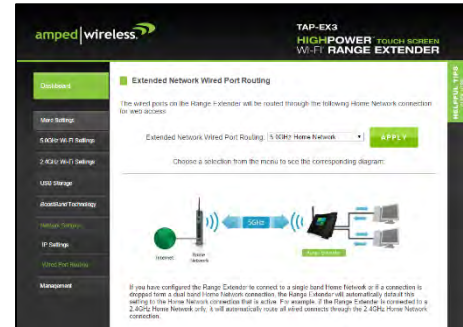 amped wireless.
TAP-EX3
HIGHPOWER TOUCH SCREEN
WI-FI RANGE EXTENDER
HELPFUL TIPS
Dashboard
More Settings
5.0GHz Wi-Fi Settings
2.4GHz Wi-Fi Settings
USB Storage
BoostBand Technology
Network Settings
IP Settings
Wired Port Routing
Management
Extended Network Wired Port Routing
The wired ports on the Range Extender will be routed through the following Home Network connection
for web access
Extended Network Wired Port Routing: 5.0GHz Home Network
APPLY
Choose a selection from the menu to see the corresponding diagram:
5GHz
Internet
Home
Network
Range Extender
If you have configured the Range Extender to connect to a single band Home Network or if a connection is
dropped form a dual band Home Network connection, the Range Extender will automatically default this
setting to the Home Network connection that is active. For example, if the Range Extender is connected to a
2.4GHz Home Network only, it will automatically route all wired connects through the 2.4GHz Home Network
connection.